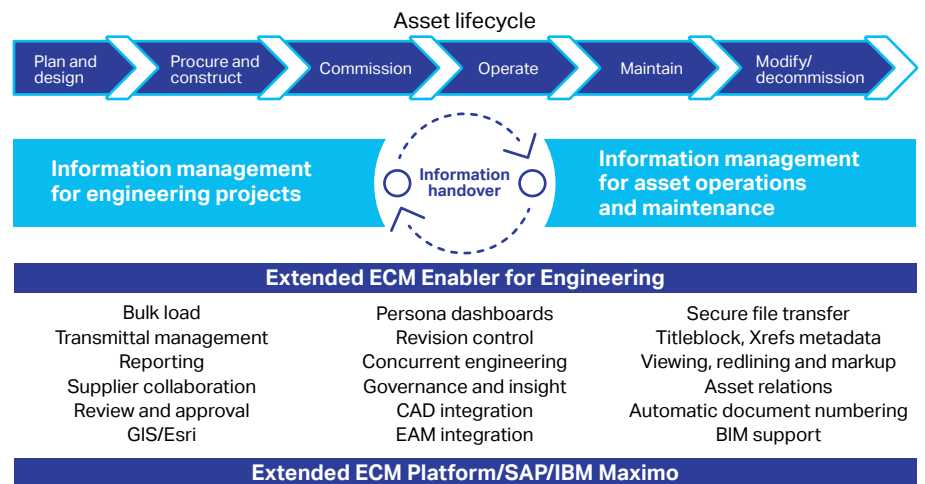 Asset lifecycle
Plan and
design
Procure and
construct
Commission
Operate
Maintain
Modify/
decommission
Information management
for engineering projects
Information
handover
Information management
for asset operations
and maintenance
Extended ECM Enabler for Engineering
Bulk load
Transmittal management
Reporting
Supplier collaboration
Review and approval
GIS/Esri
Persona dashboards
Revision control
Concurrent engineering
Governance and insight
CAD integration
EAM integration
Secure file transfer
Titleblock, Xrefs metadata
Viewing, redlining and markup
Asset relations
Automatic document numbering
BIM support
Extended ECM Platform/SAP/IBM Maximo